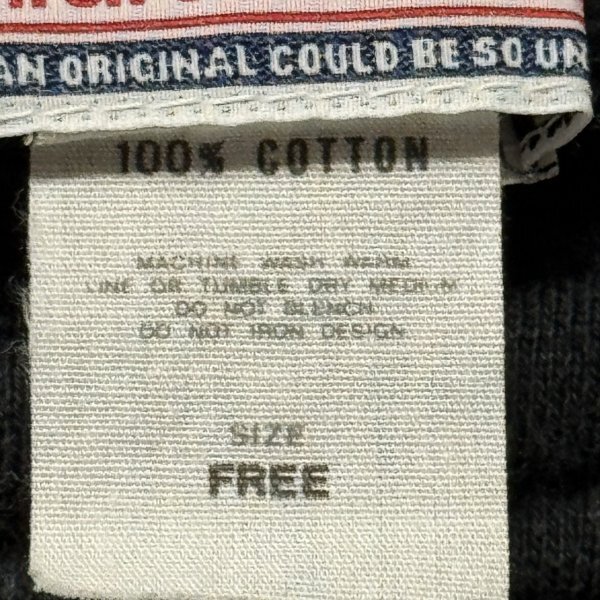 AN ORIGINAL COULD BE SO UN
100% COTTON
MACHINE WASH WARM
LINE OR TUMBLE DRY MEDIUM
DO NOT BLENCH
DO NOT IRON DESIGN
SIZE
FREE